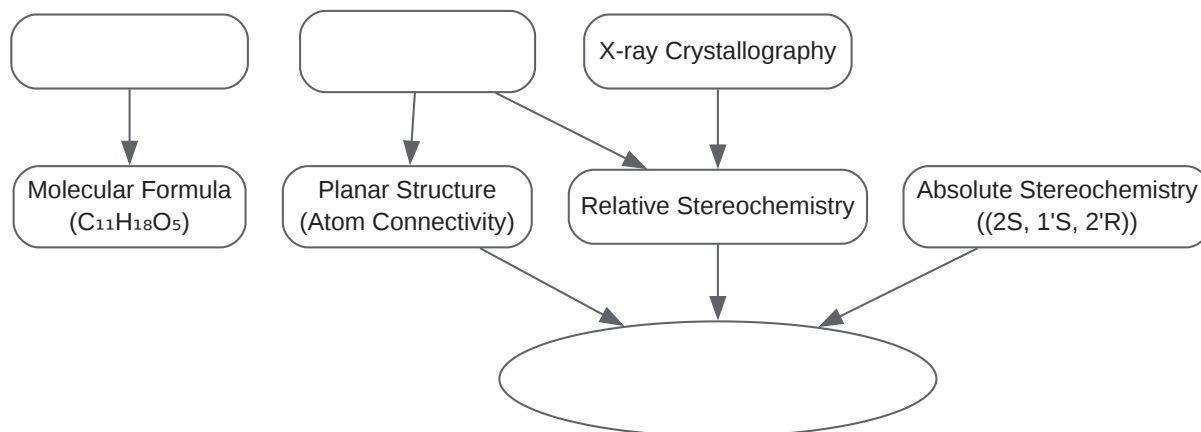 X-ray Crystallography
Molecular Formula
(C₁₁H₁₈O₅)
Planar Structure
(Atom Connectivity)
Relative Stereochemistry
Absolute Stereochemistry
((2S, 1'S, 2'R))